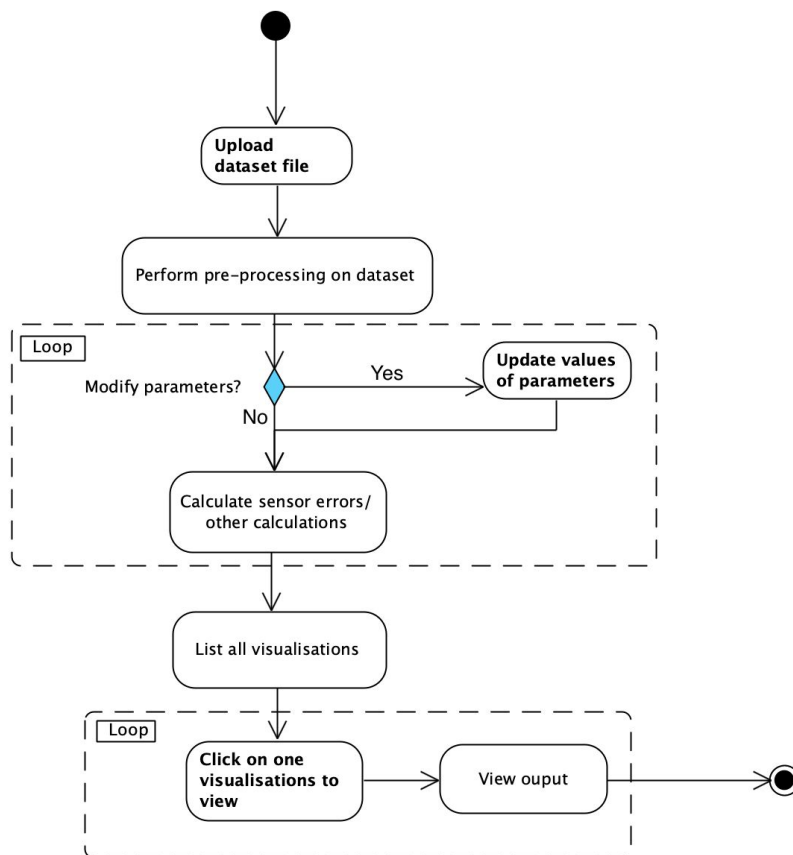 Upload
dataset file
Perform pre-processing on dataset
Loop
Modify parameters?
Yes
Update values
of parameters
No
Calculate sensor errors/
other calculations
List all visualisations
Loop
Click on one
visualisations to
view
View ouput